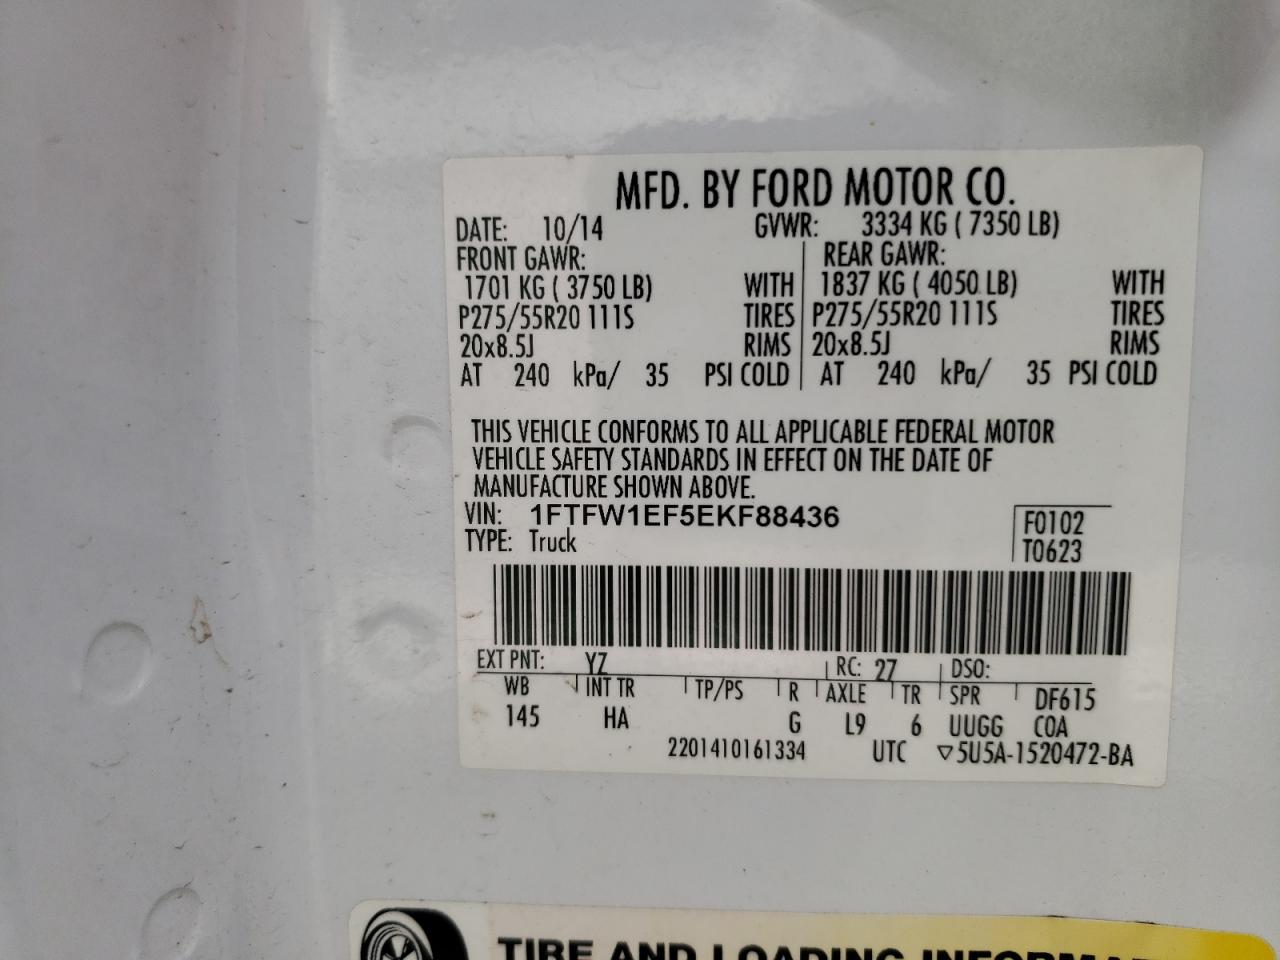 MFD. BY FORD MOTOR CO.
DATE: 10/14 GVWR: 3334 KG ( 7350 LB)
FRONT GAWR: REAR GAWR:
1701 KG ( 3750 LB) WITH 1837 KG ( 4050 LB) WITH
P275/55R20 111S TIRES P275/55R20 111S TIRES
20x8.5J RIMS 20x8.5J RIMS
AT 240 kPa/ 35 PSI COLD AT 240 kPa/ 35 PSI COLD
THIS VEHICLE CONFORMS TO ALL APPLICABLE FEDERAL MOTOR
VEHICLE SAFETY STANDARDS IN EFFECT ON THE DATE OF
MANUFACTURE SHOWN ABOVE.
VIN: 1FTFW1EF5EKF88436 F0102
TYPE: Truck T0623
EXT PNT: YZ RC: 27 DSO:
WB INT TR TP/PS R AXLE TR SPR DF615
145 HA G L9 6 UUGG COA
2201410161334 UTC ▽5U5A-1520472-BA
TIRE AND LOADING